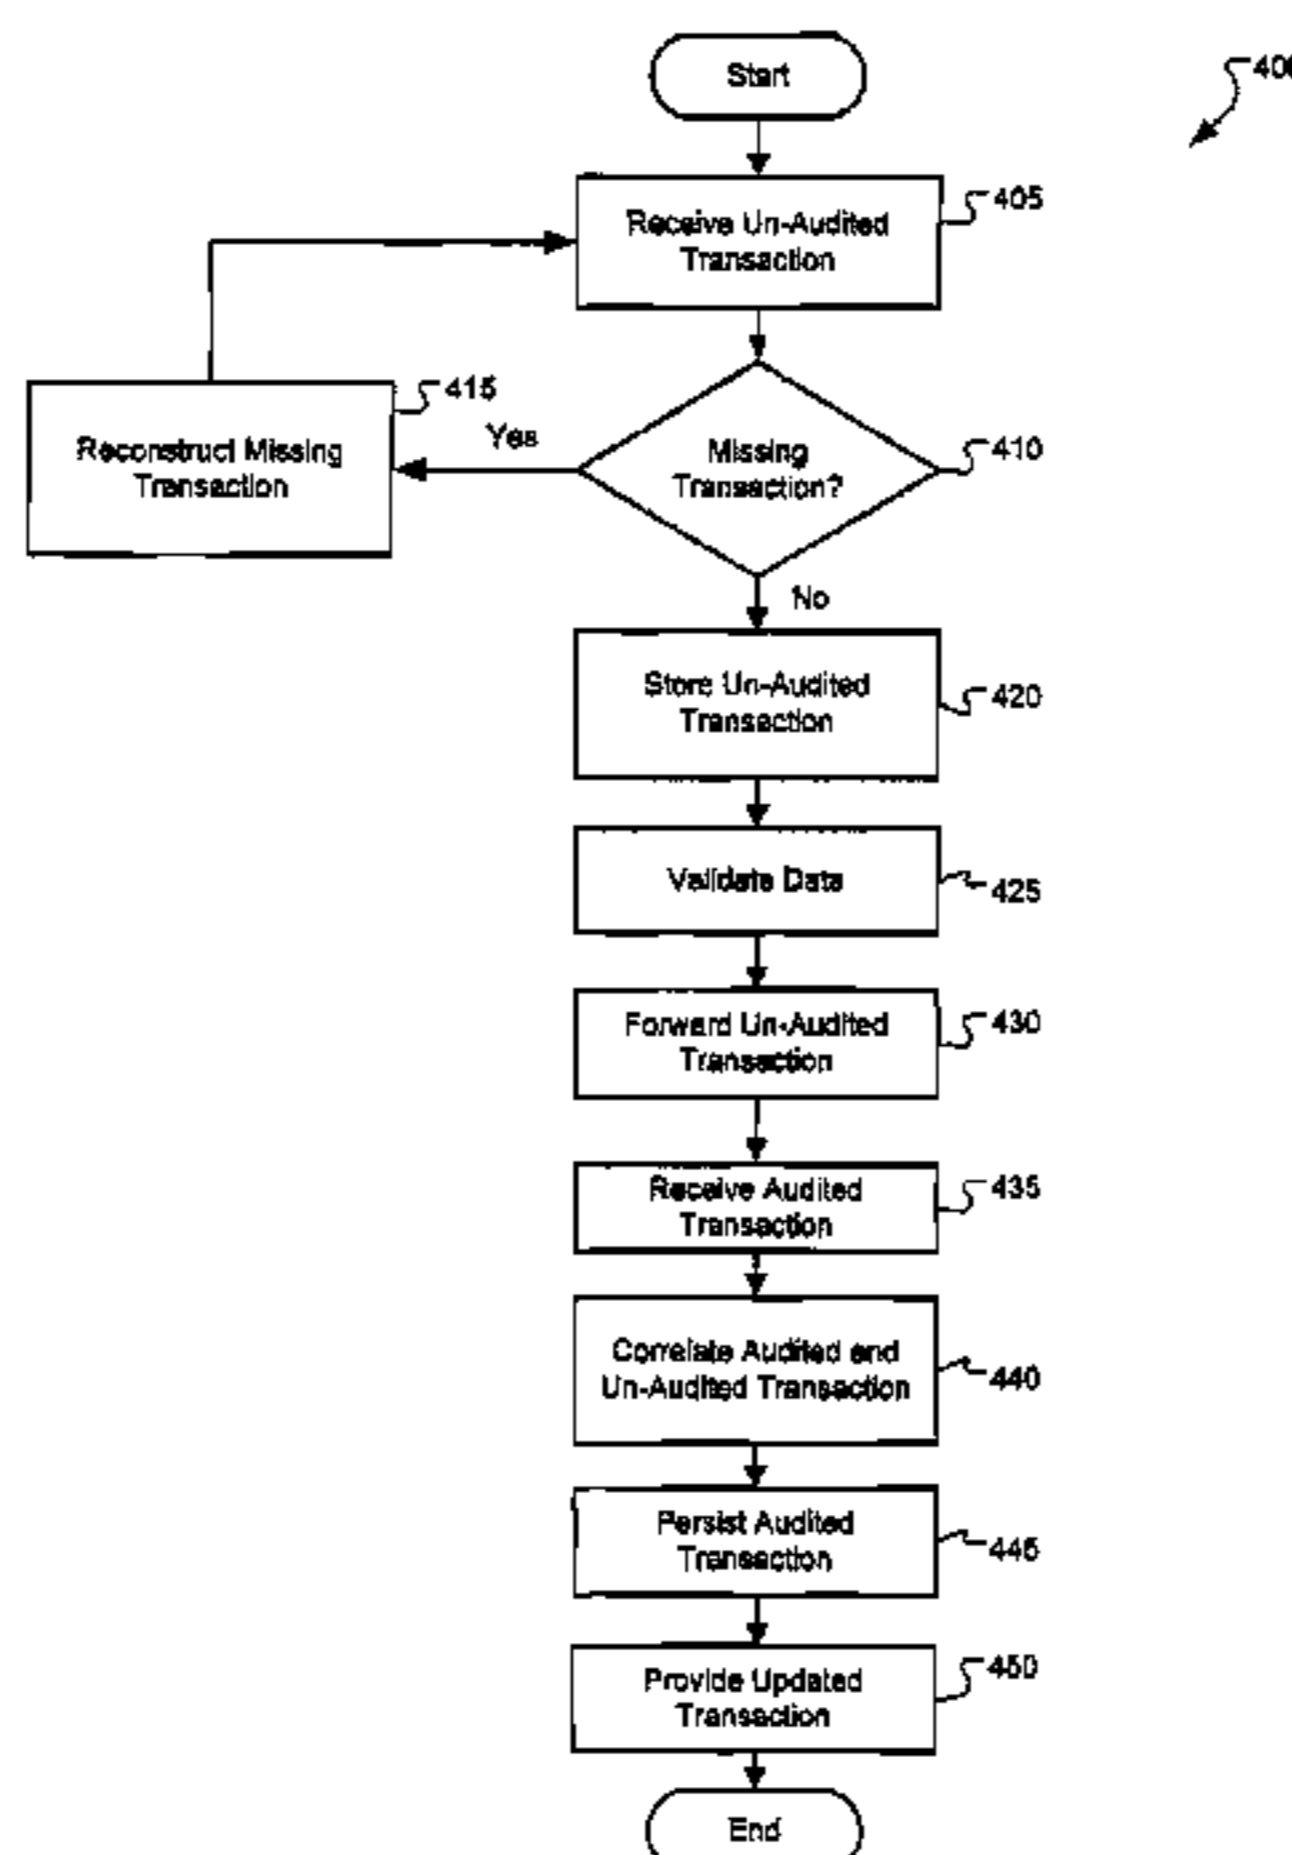 Start
400
Receive Un-Audited
Transaction
405
Reconstruct Missing
Transaction
415
Yes
Missing
Transaction?
410
No
Store Un-Audited
Transaction
420
Validate Data
425
Forward Un-Audited
Transaction
430
Receive Audited
Transaction
435
Correlate Audited and
Un-Audited Transaction
440
Persist Audited
Transaction
445
Provide Updated
Transaction
450
End